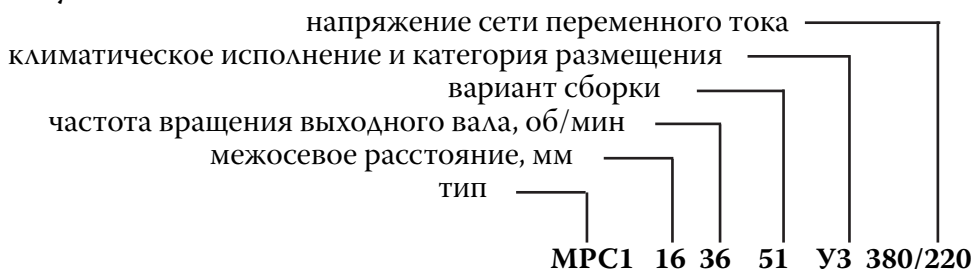 напряжение сети переменного тока
климатическое исполнение и категория размещения
вариант сборки
частота вращения выходного вала, об/мин
межосевое расстояние, мм
тип
МРС1 16 36 51 У3 380/220